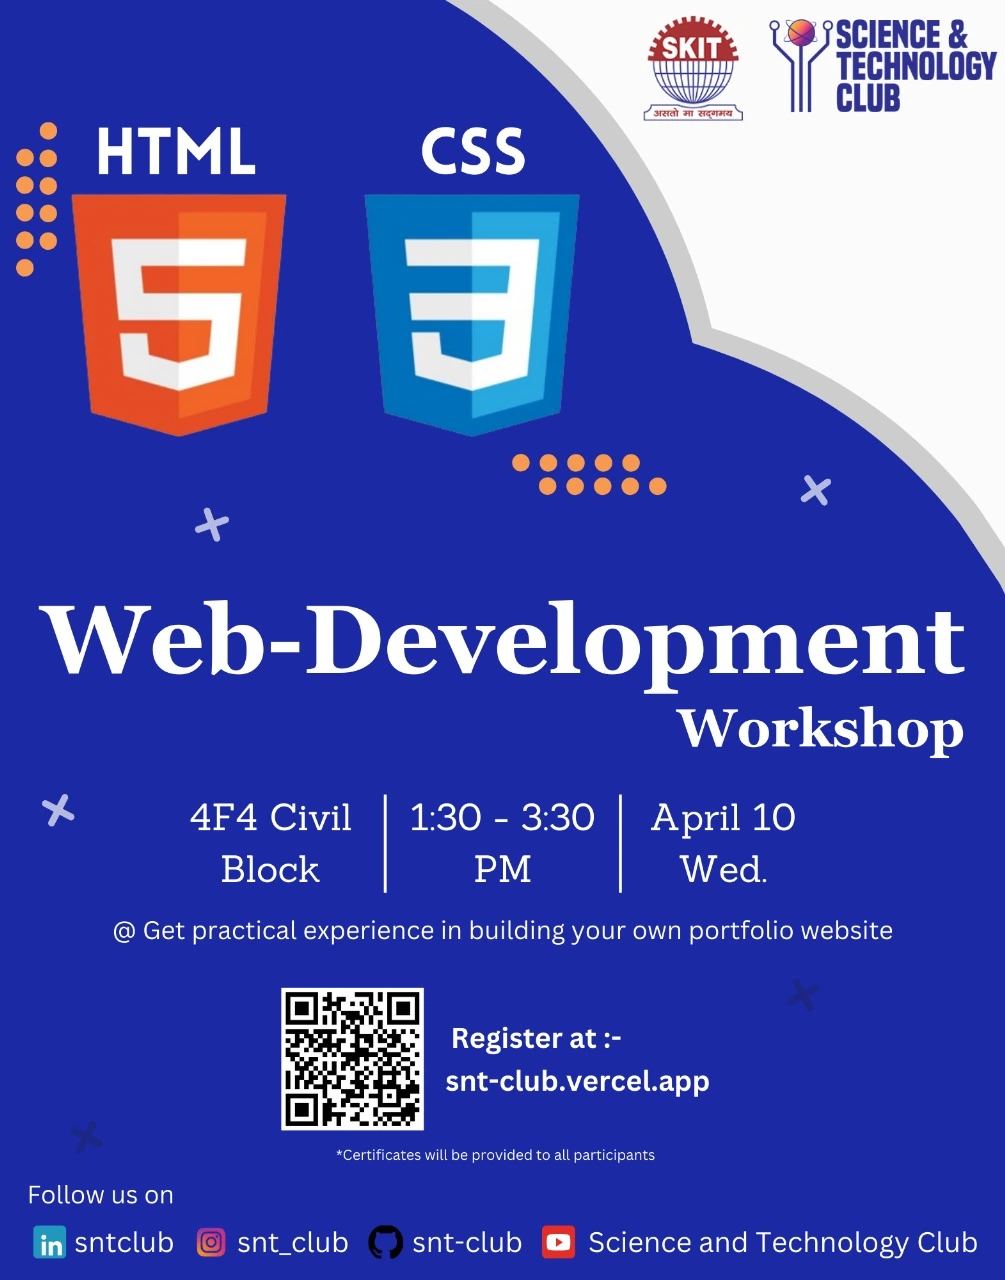 SKIT
असतो मा सद्गमय
SCIENCE &
TECHNOLOGY
CLUB
HTML
CSS
5
3
Web-Development
Workshop
4F4 Civil
Block
1:30 - 3:30
PM
April 10
Wed.
@ Get practical experience in building your own portfolio website
Register at :-
snt-club.vercel.app
*Certificates will be provided to all participants
Follow us on
in sntclub snt_club snt-club Science and Technology Club